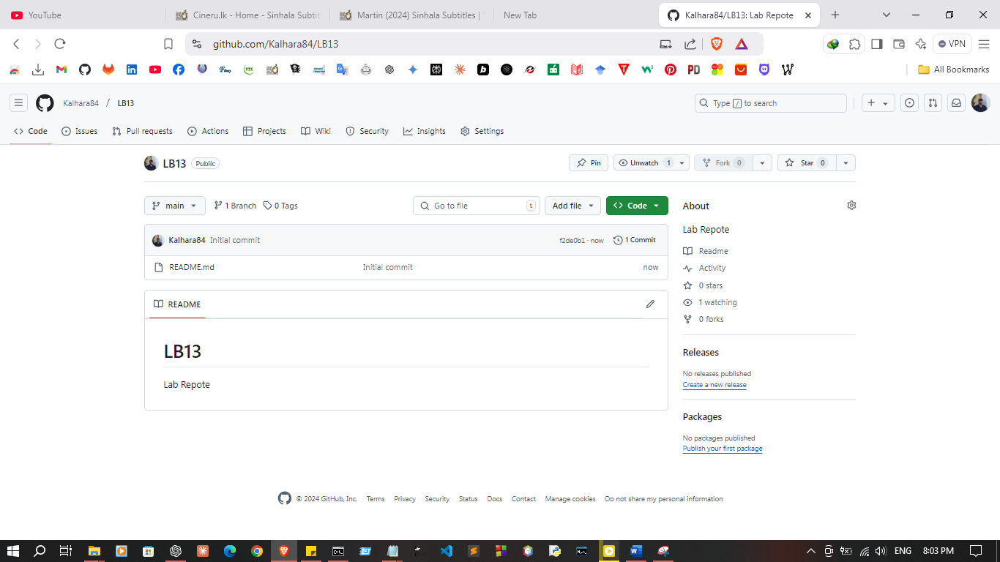 YouTube
Cineru.lk - Home - Sinhala Subtit
Martin (2024) Sinhala Subtitles |
New Tab
Kalhara84/LB13: Lab Repote
github.com/Kalhara84/LB13
VPN
All Bookmarks
Kalhara84 / LB13
Type / to search
Code
Issues
Pull requests
Actions
Projects
Wiki
Security
Insights
Settings
LB13 Public
Pin
Unwatch 1
Fork 0
Star 0
main
1 Branch
0 Tags
Go to file t
Add file
Code
Kalhara84 Initial commit
f2de0b1 · now
1 Commit
README.md Initial commit now
README
LB13
Lab Repote
About
Lab Repote
Readme
Activity
0 stars
1 watching
0 forks
Releases
No releases published
Create a new release
Packages
No packages published
Publish your first package
© 2024 GitHub, Inc. Terms Privacy Security Status Docs Contact Manage cookies Do not share my personal information
ENG 8:03 PM